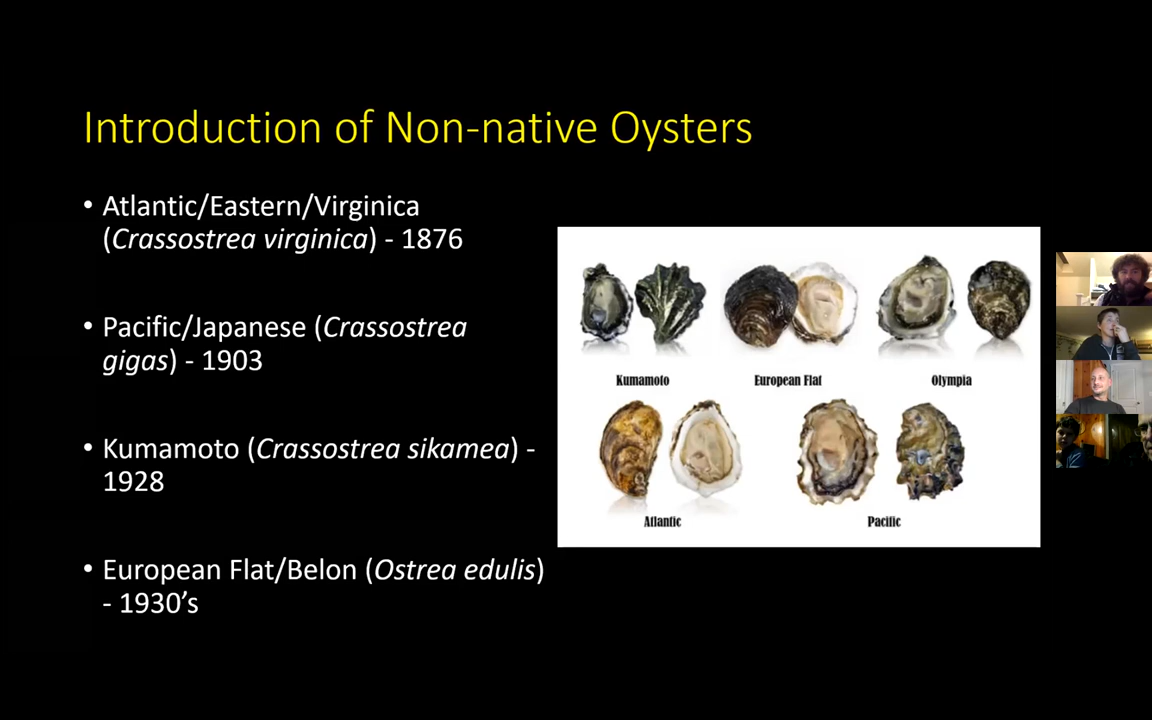 Introduction of Non-native Oysters
• Atlantic/Eastern/Virginica
(Crassostrea virginica) - 1876
• Pacific/Japanese (Crassostrea
gigas) - 1903
• Kumamoto (Crassostrea sikamea) -
1928
• European Flat/Belon (Ostrea edulis)
- 1930’s
Kumamoto European Flat Olympia
Atlantic Pacific